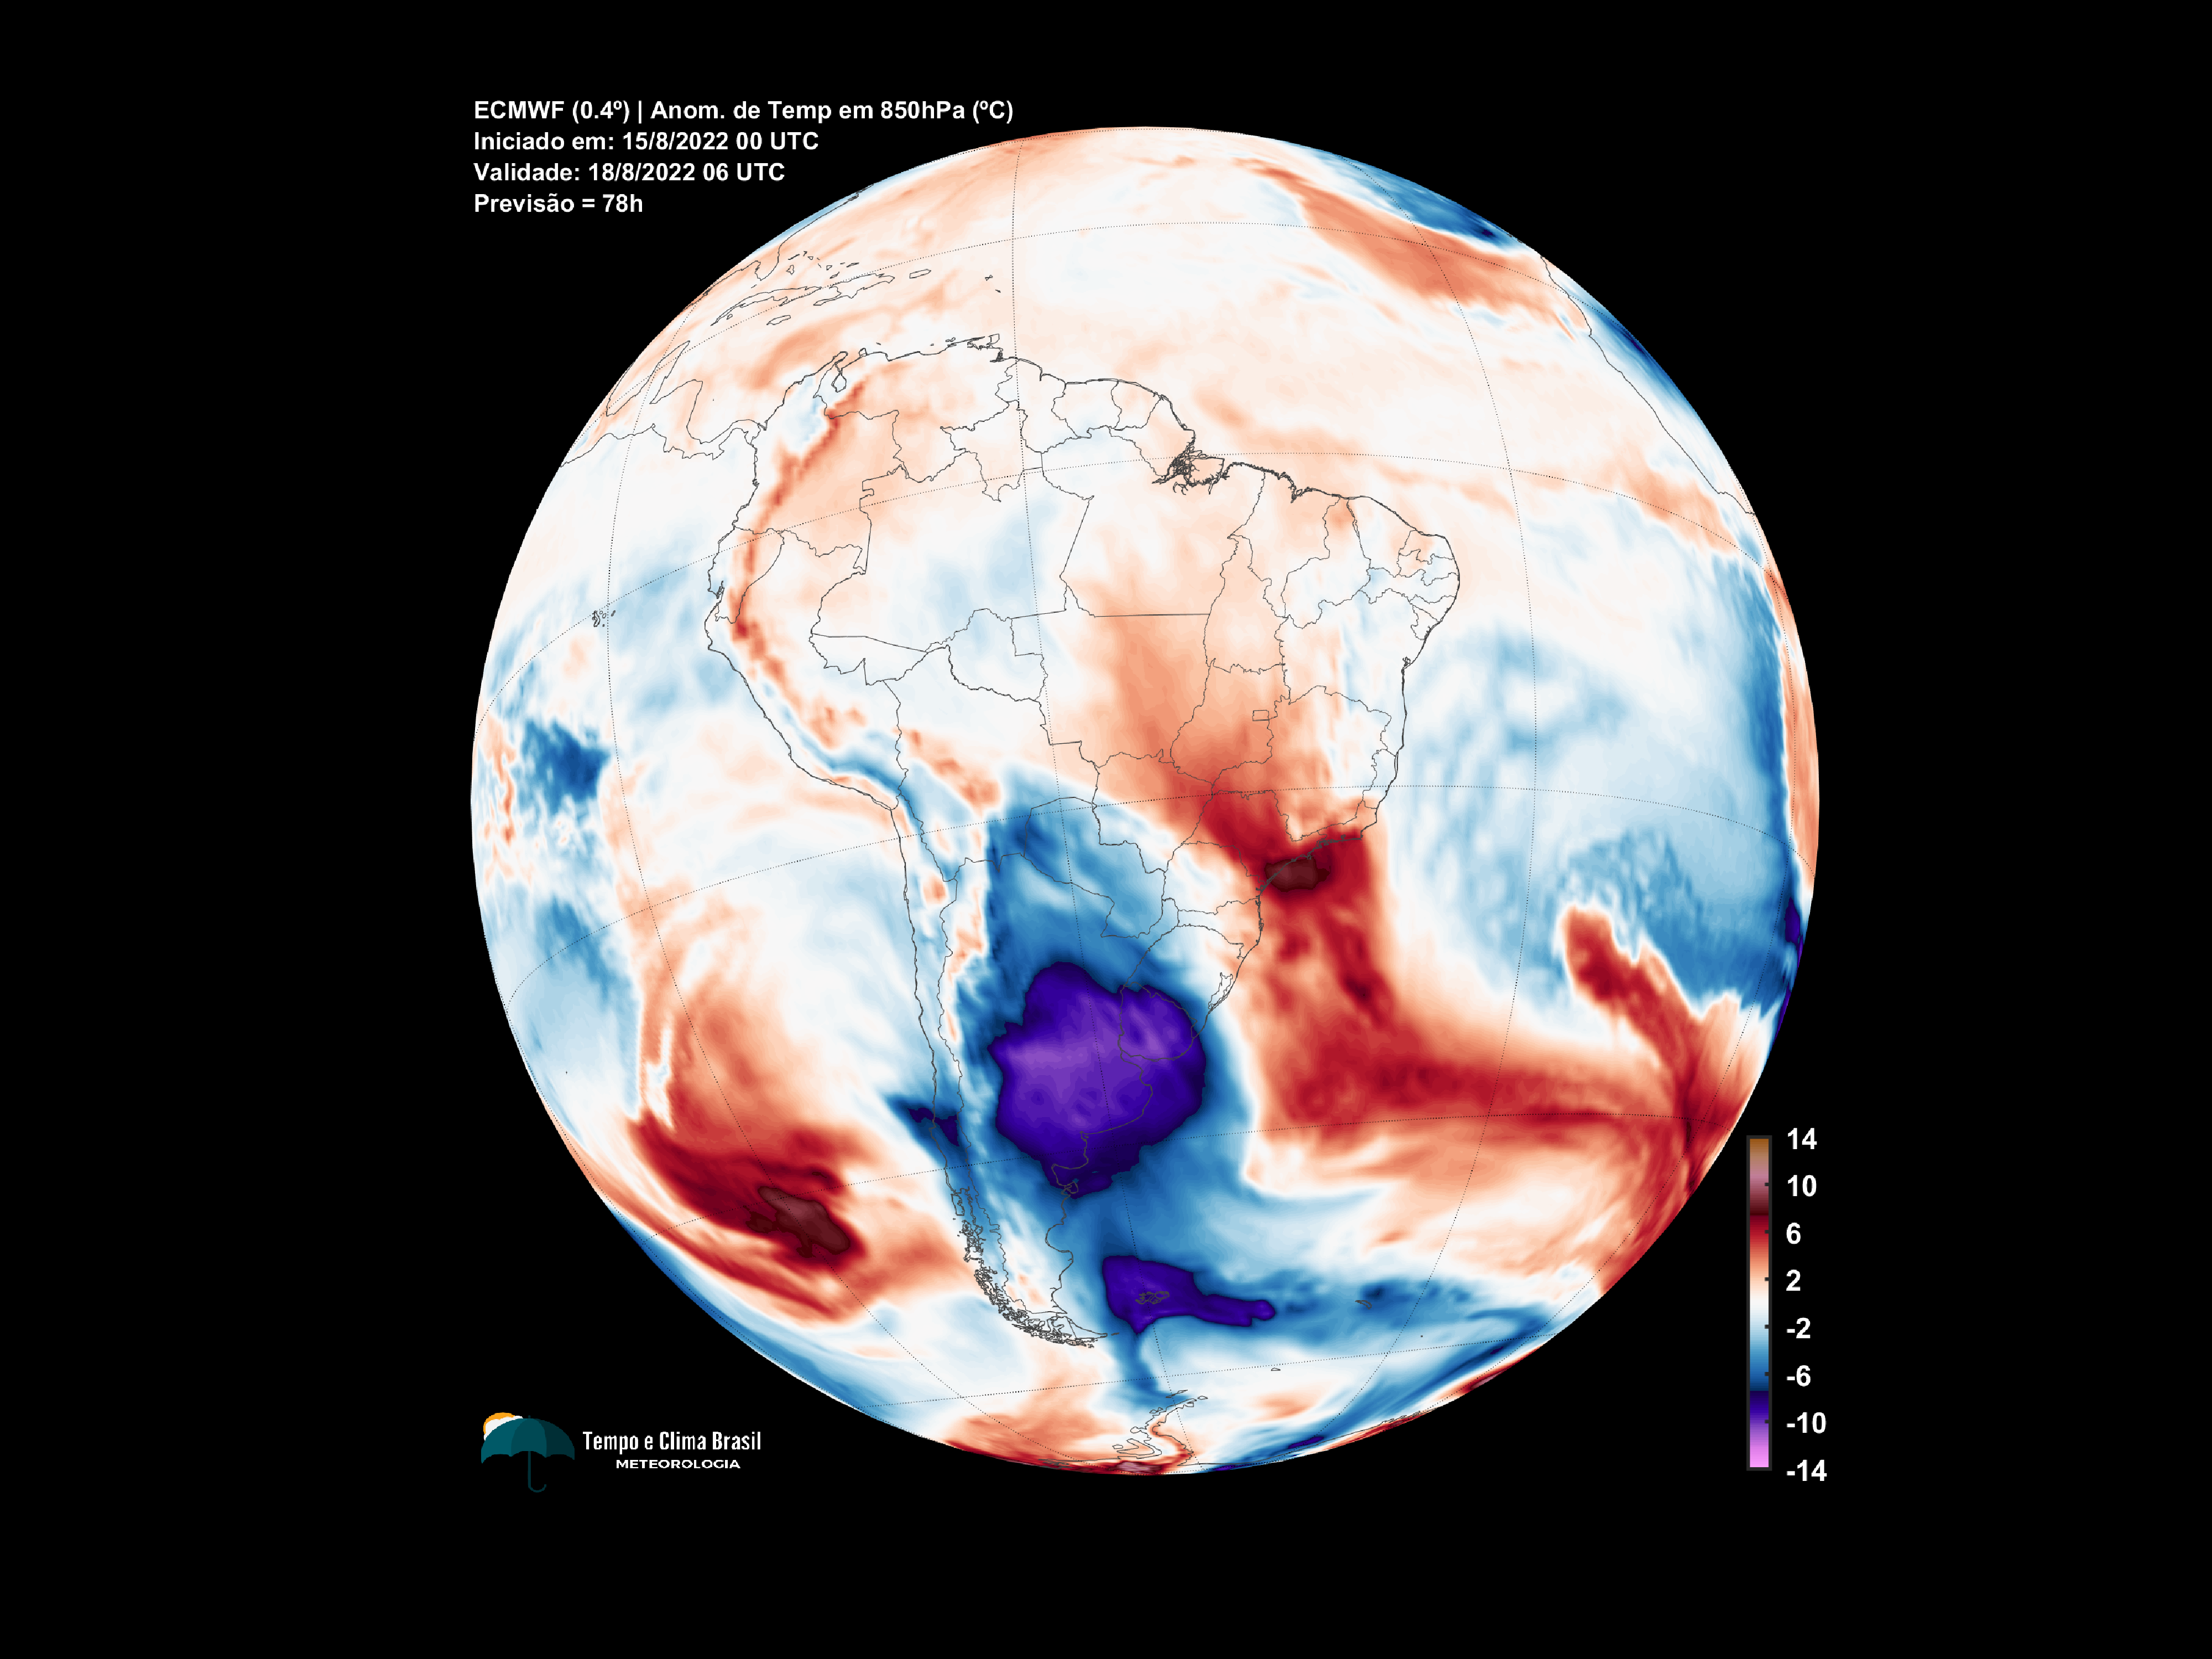 ECMWF (0.4º) | Anom. de Temp em 850hPa (ºC)
Iniciado em: 15/8/2022 00 UTC
Validade: 18/8/2022 06 UTC
Previsão = 78h
14
10
6
2
-2
-6
-10
-14
Tempo e Clima Brasil
METEOROLOGIA